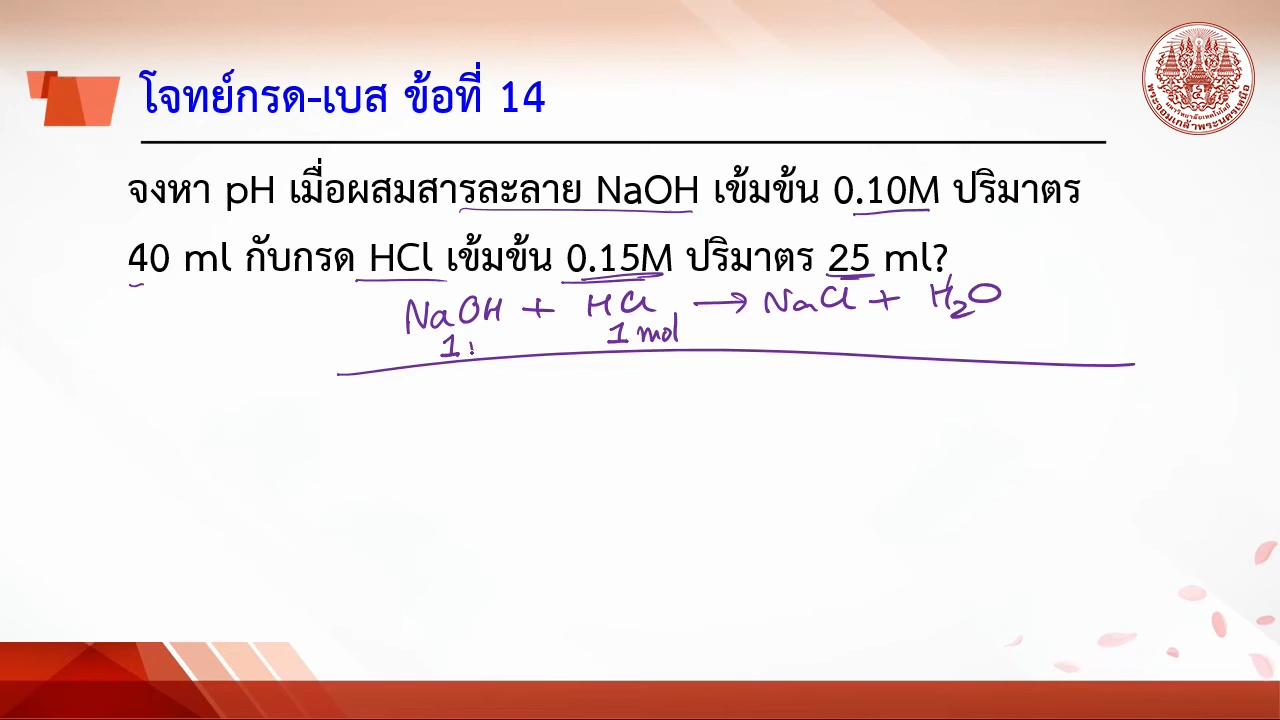 โจทย์กรด-เบส ข้อที่ 14
จงหา pH เมื่อผสมสารละลาย NaOH เข้มข้น 0.10M ปริมาตร
40 ml กับกรด HCl เข้มข้น 0.15M ปริมาตร 25 ml?
NaOH + HCl → NaCl + H₂O
1 1 mol